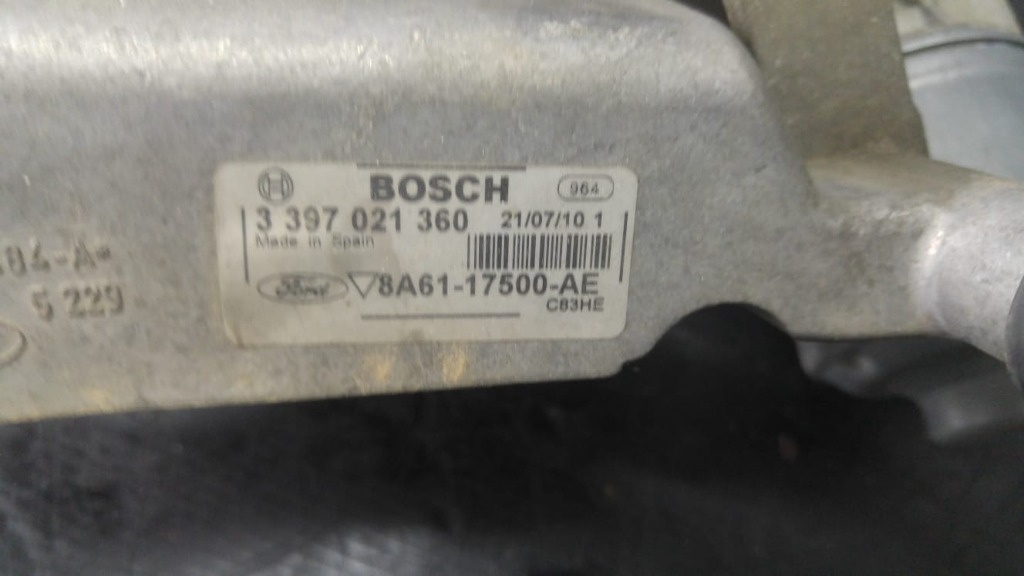 BOSCH 964
3 397 021 360 21/07/10 1
Made in Spain
Ford 8A61-17500-AE
C83HE
84-A
5 229